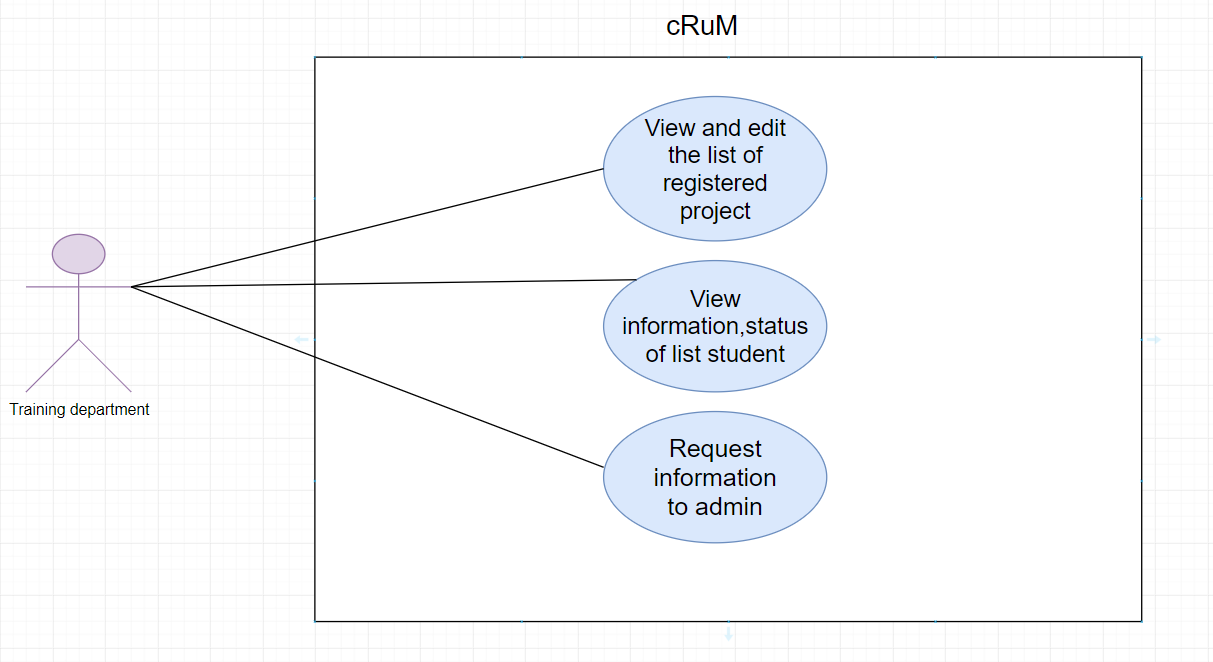 cRuM
View and edit
the list of
registered
project
View
information,status
of list student
Training department
Request
information
to admin